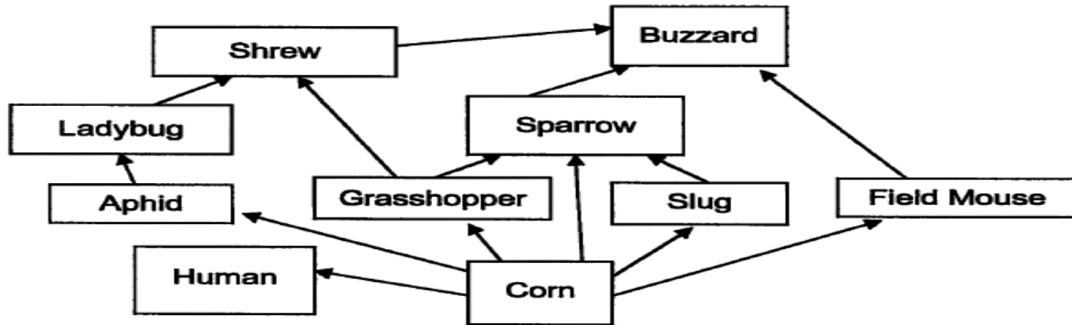 Buzzard
Shrew
Sparrow
Ladybug
Grasshopper
Slug
Field Mouse
Aphid
Human
Corn